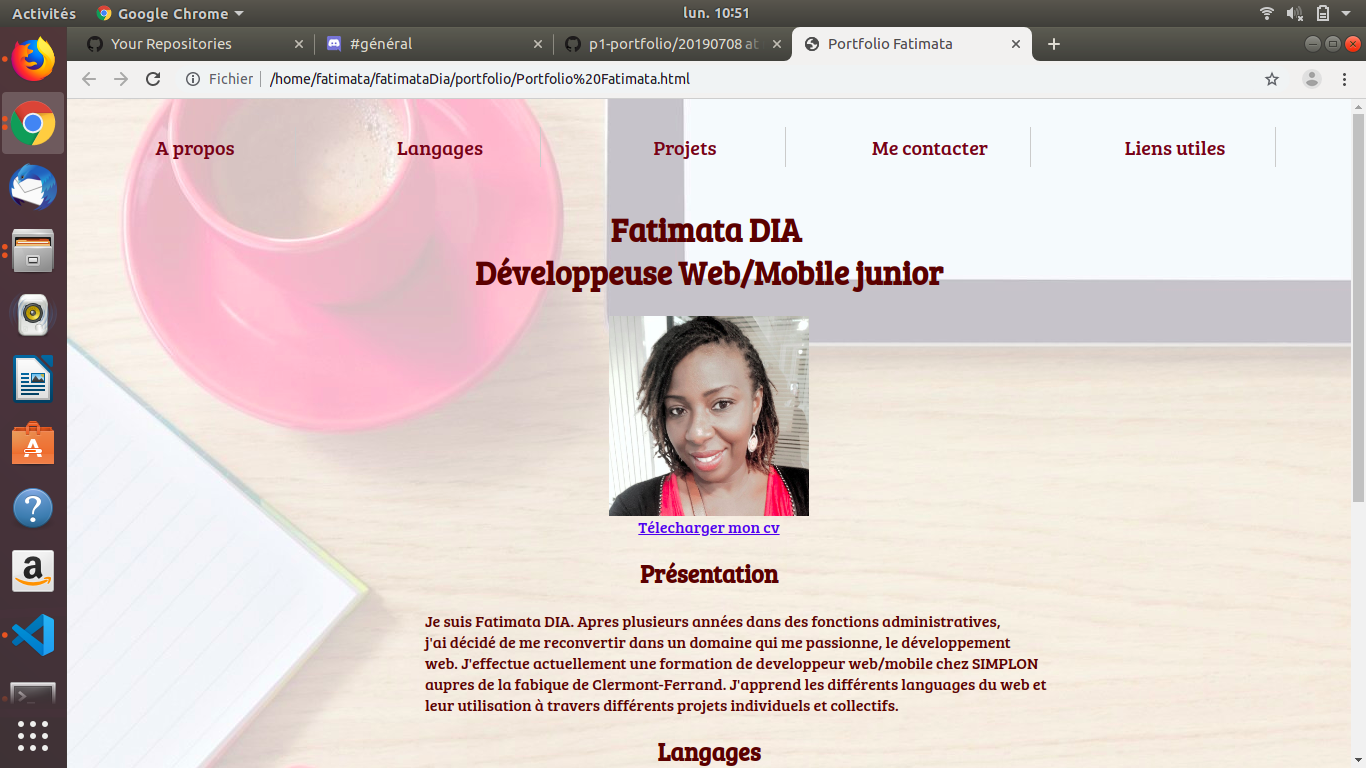 Activités Google Chrome lun. 10:51
Your Repositories #général p1-portfolio/20190708 at Portfolio Fatimata
Fichier /home/fatimata/fatimataDia/portfolio/Portfolio%20Fatimata.html
A propos Langages Projets Me contacter Liens utiles
Fatimata DIA
Développeuse Web/Mobile junior
Télecharger mon cv
Présentation
Je suis Fatimata DIA. Apres plusieurs années dans des fonctions administratives,
j'ai décidé de me reconvertir dans un domaine qui me passionne, le développement
web. J'effectue actuellement une formation de developpeur web/mobile chez SIMPLON
aupres de la fabique de Clermont-Ferrand. J'apprend les différents languages du web et
leur utilisation à travers différents projets individuels et collectifs.
Langages